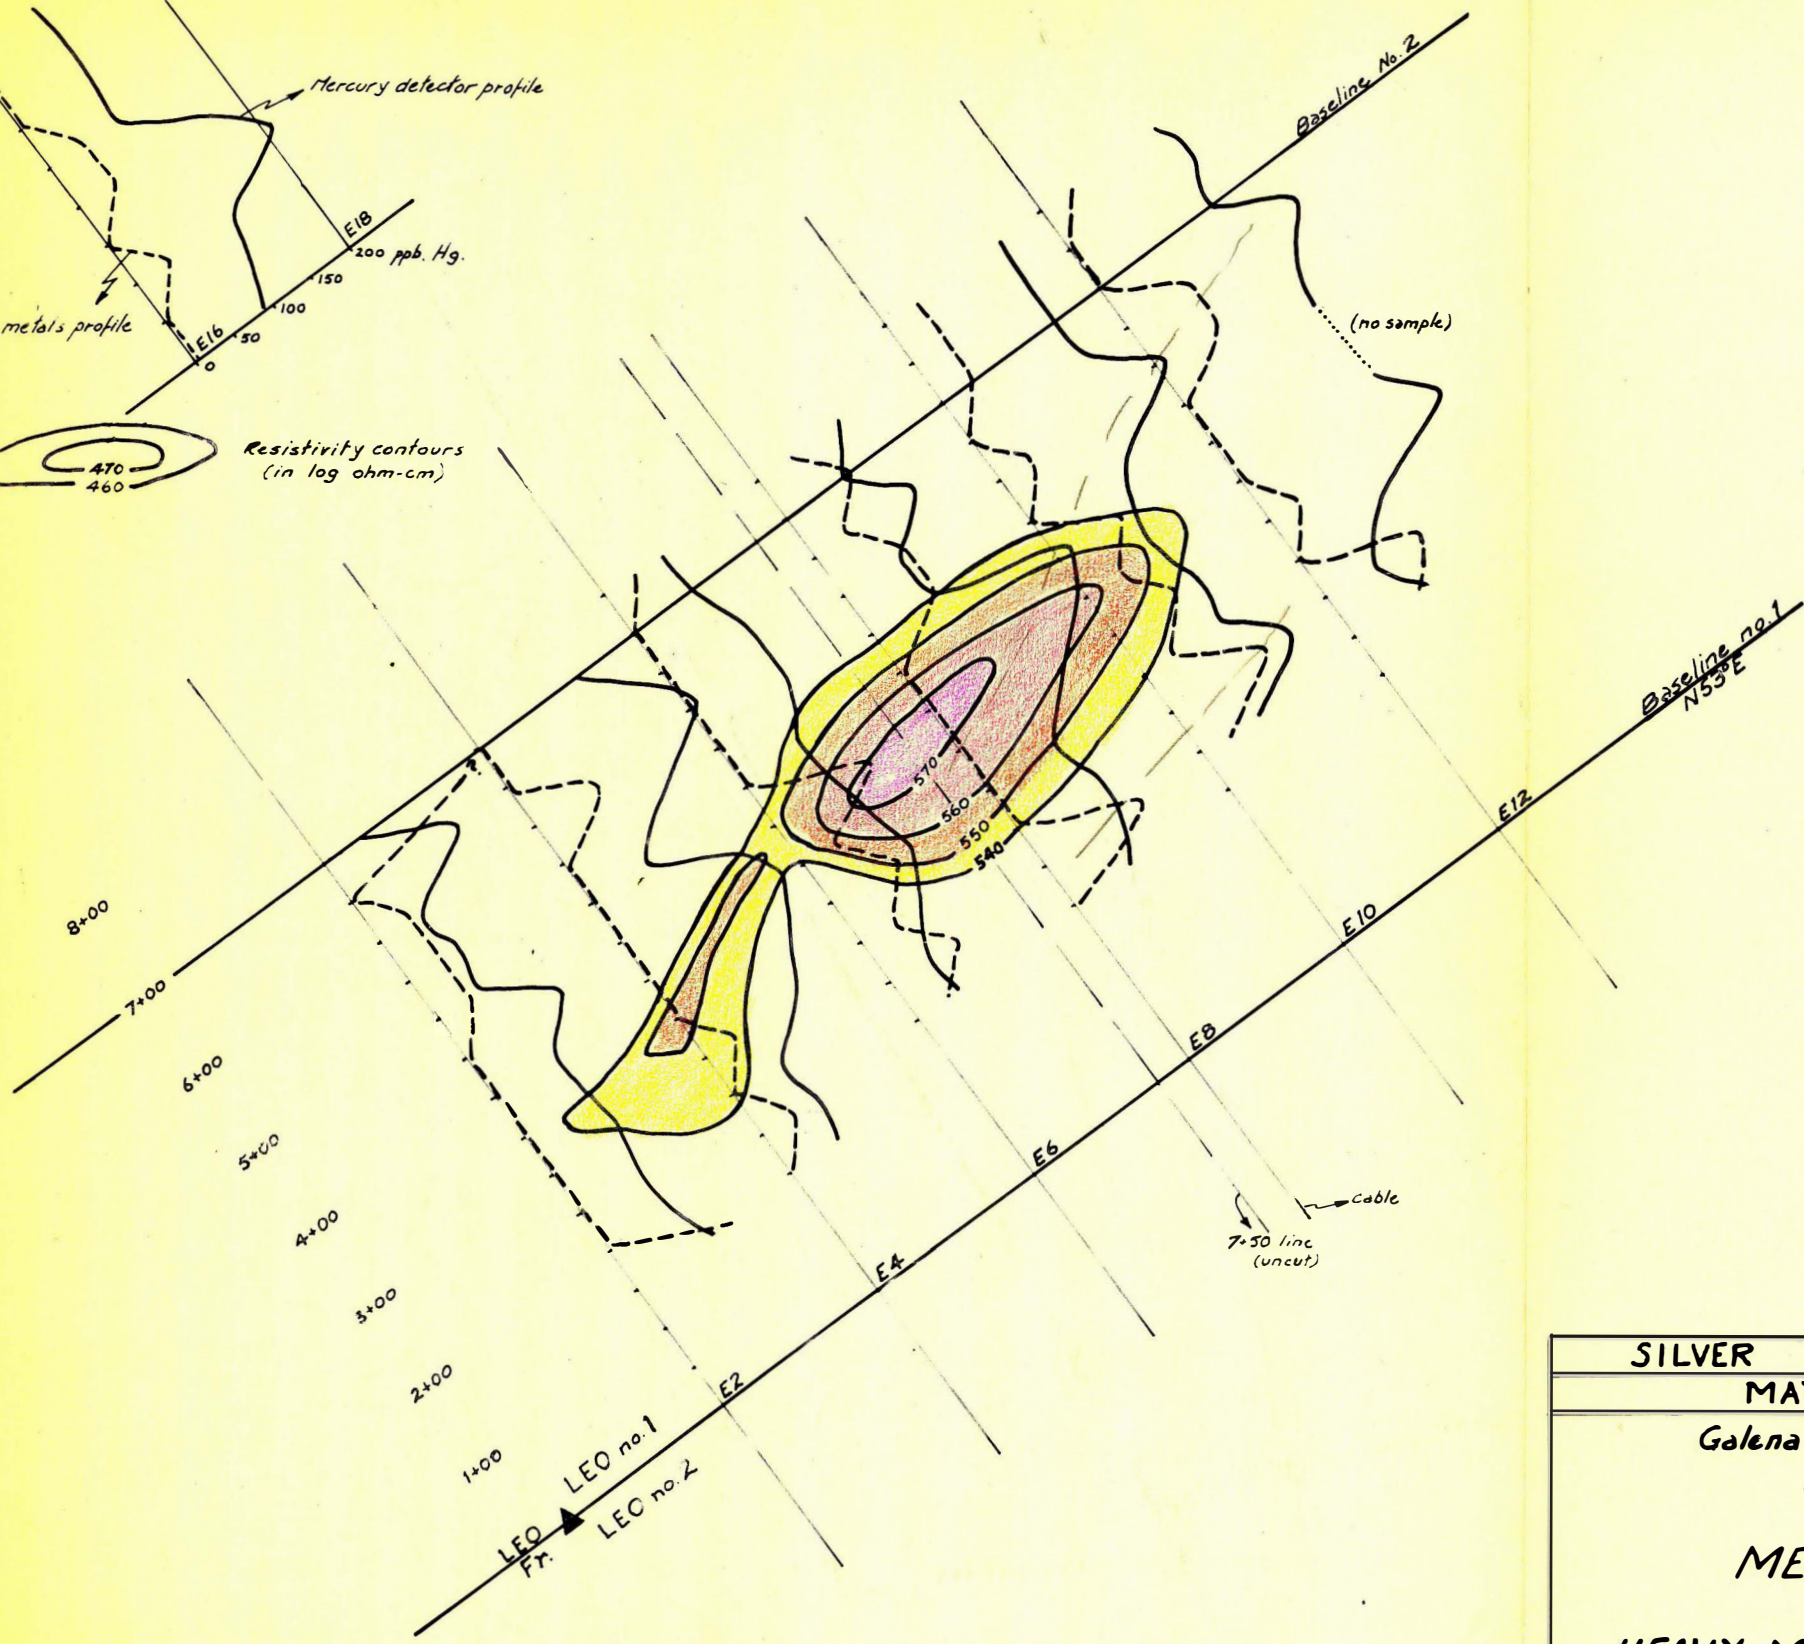 Mercury detector profile
E18
200 ppb. Hg.
150
100
50
E16
0
metals profile
470
460
Resistivity contours
(in log ohm-cm)
Baseline No. 2
(no sample)
Baseline no. 1
N53°E
570
560
550
540
E12
E10
E8
E6
E4
E2
8+00
7+00
6+00
5+00
4+00
3+00
2+00
1+00
Cable
7+50 line
(uncut)
LEO no. 1
LEO no. 2
LEO
Fr.
SILVER
Galena